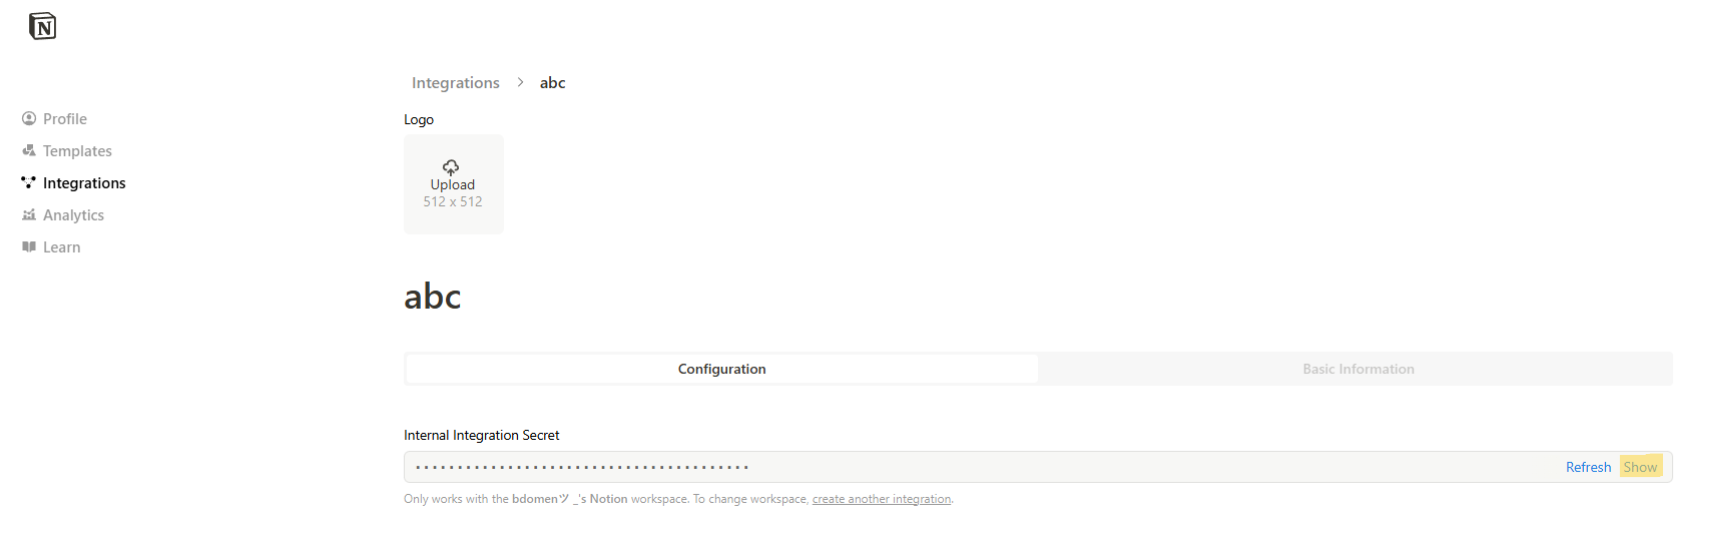 N
Integrations > abc
Profile
Templates
Integrations
Analytics
Learn
Logo
Upload
512 x 512
abc
Configuration
Basic Information
Internal Integration Secret
Refresh Show
Only works with the bdomenツ _'s Notion workspace. To change workspace, create another integration.